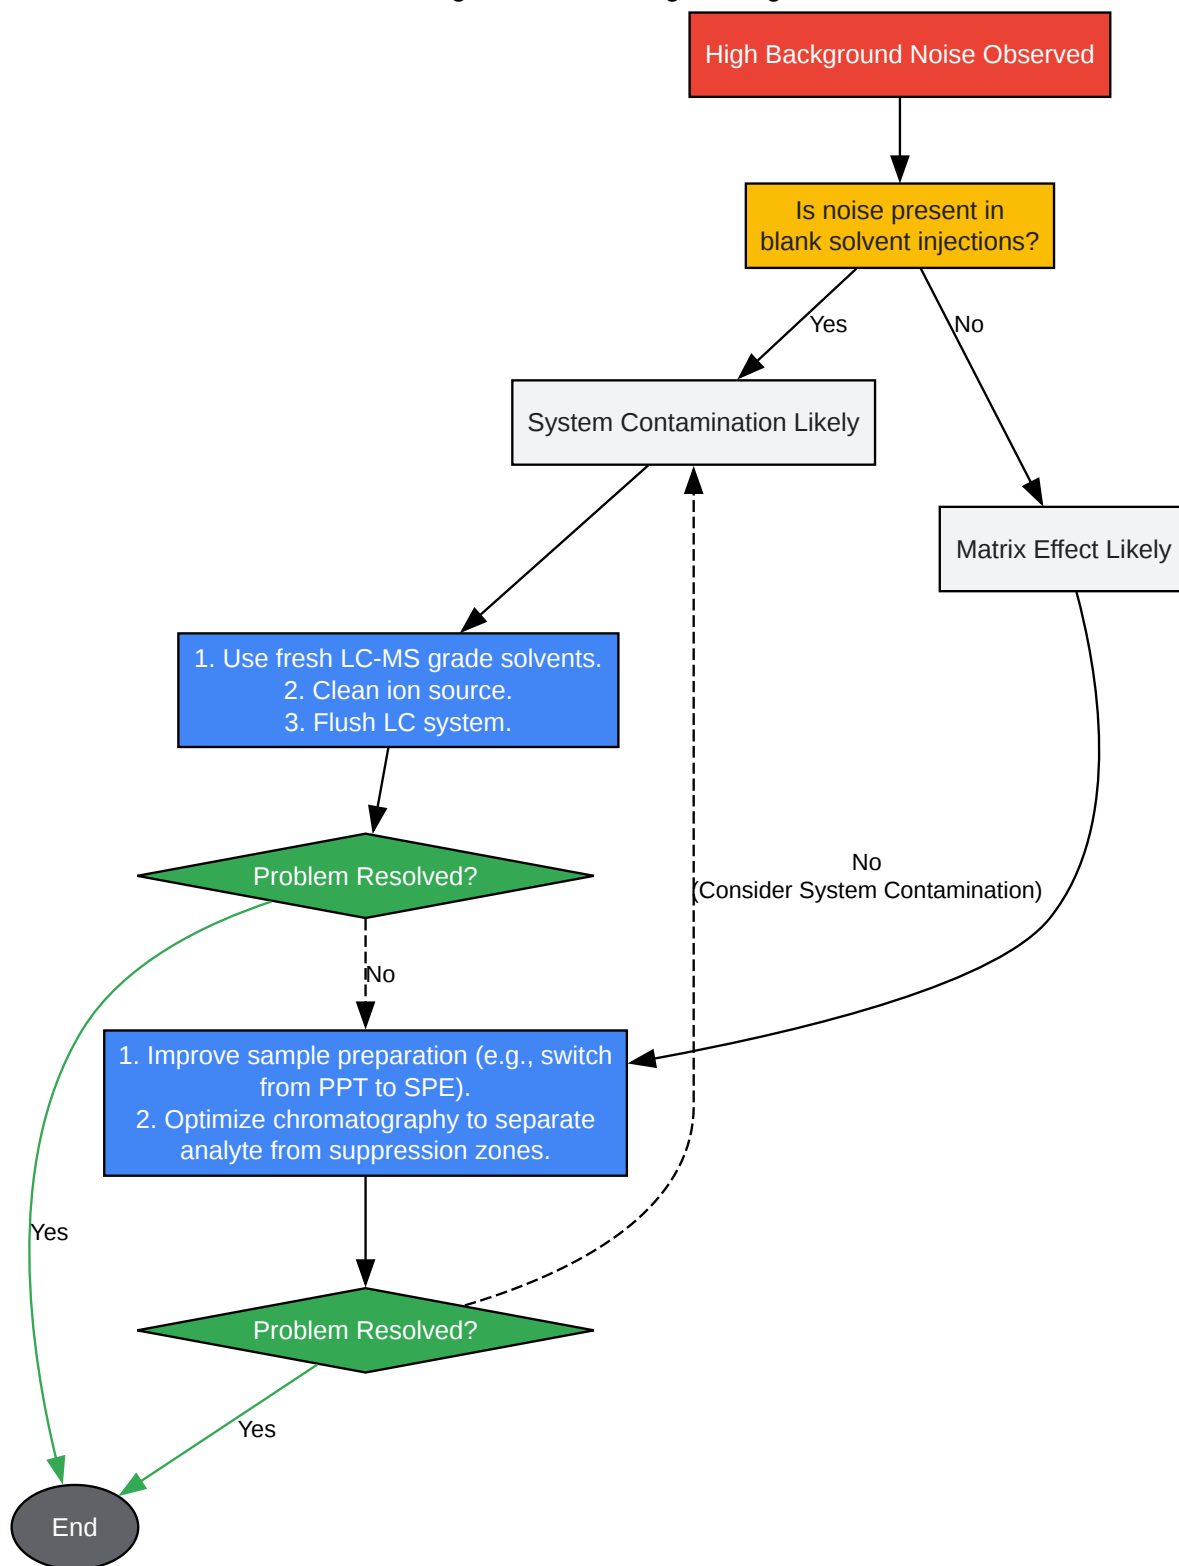 High Background Noise Observed
Is noise present in
blank solvent injections?
Yes
No
System Contamination Likely
Matrix Effect Likely
1. Use fresh LC-MS grade solvents.
2. Clean ion source.
3. Flush LC system.
Problem Resolved?
No
(Consider System Contamination)
No
1. Improve sample preparation (e.g., switch
from PPT to SPE).
2. Optimize chromatography to separate
analyte from suppression zones.
Yes
Problem Resolved?
Yes
End